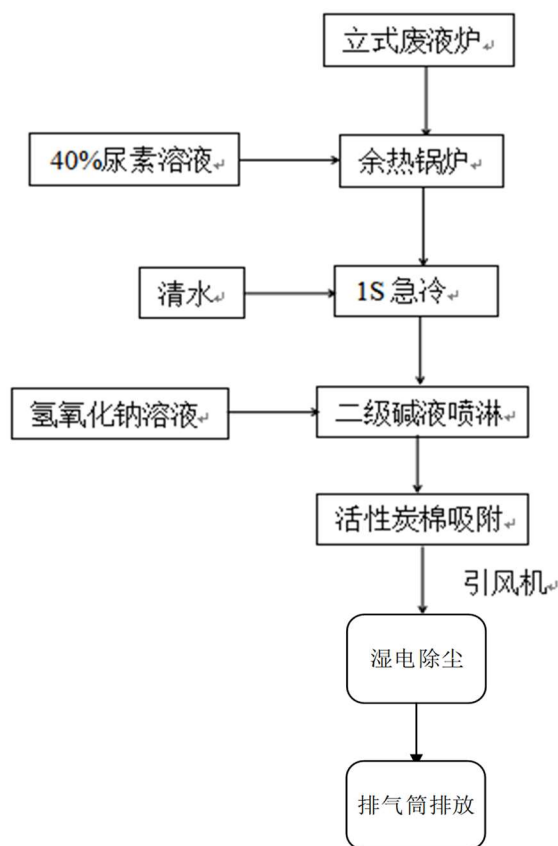 立式废液炉
40%尿素溶液
余热锅炉
清水
1S 急冷
氢氧化钠溶液
二级碱液喷淋
活性炭棉吸附
引风机
湿电除尘
排气筒排放